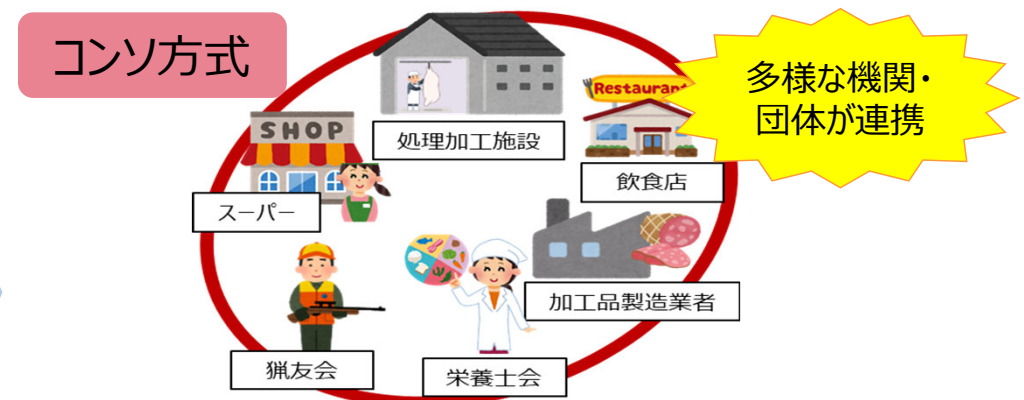 コンソ方式
多様な機関・
団体が連携
Restaurant
SHOP
処理加工施設
飲食店
スーパー
加工品製造業者
猟友会
栄養士会